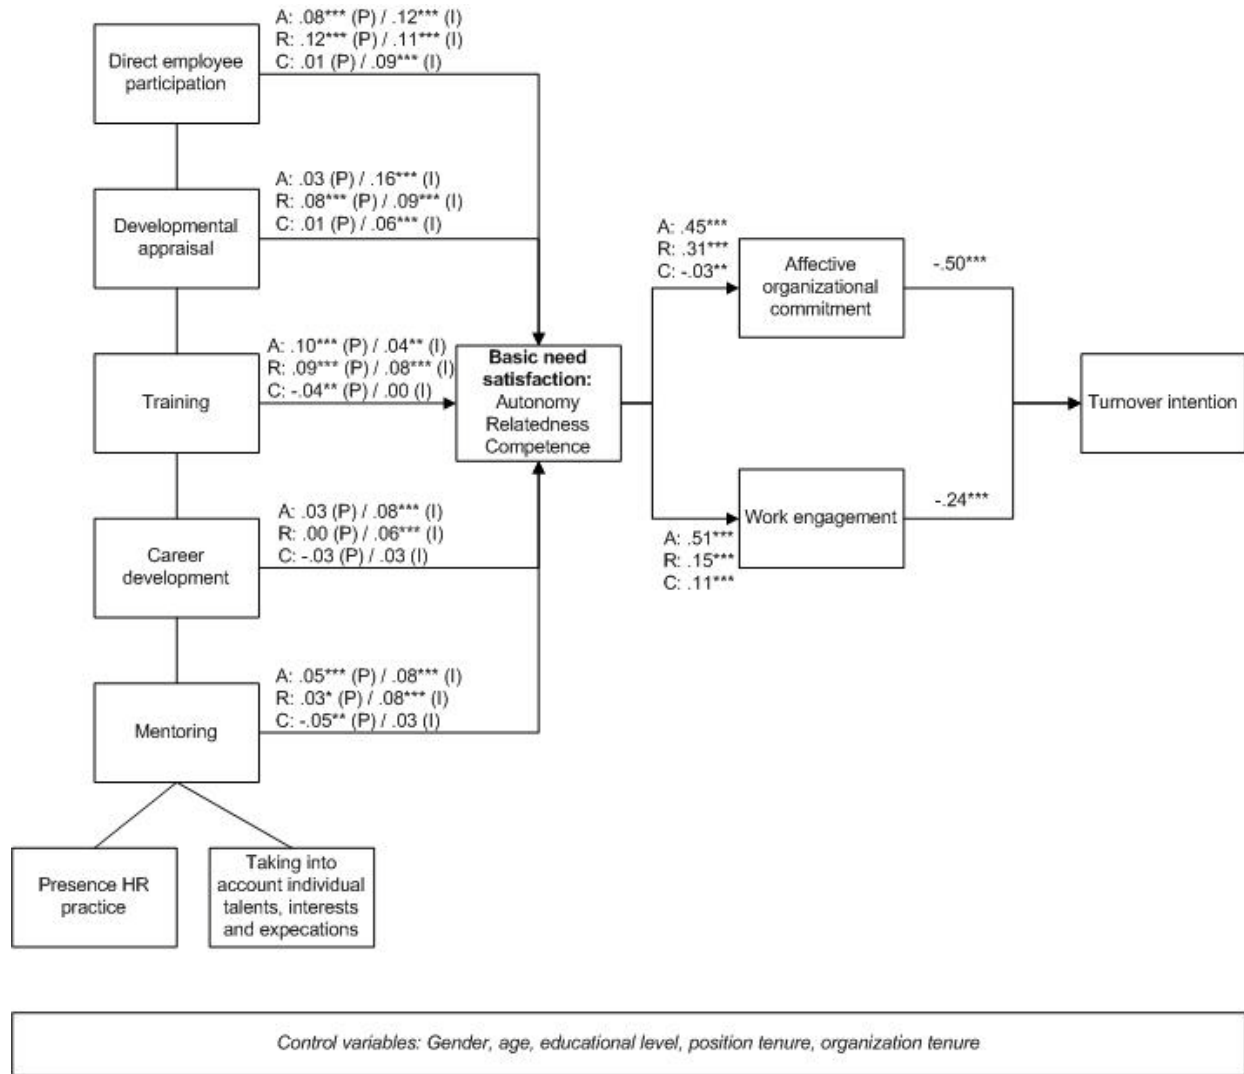 A: .08*** (P) / .12*** (I)
R: .12*** (P) / .11*** (I)
C: .01 (P) / .09*** (I)
Direct employee
participation
A: .03 (P) / .16*** (I)
R: .08*** (P) / .09*** (I)
C: .01 (P) / .06*** (I)
Developmental
appraisal
A: .10*** (P) / .04** (I)
R: .09*** (P) / .08*** (I)
C: -.04** (P) / .00 (I)
Training
A: .03 (P) / .08*** (I)
R: .00 (P) / .06*** (I)
C: -.03 (P) / .03 (I)
Career
development
A: .05*** (P) / .08*** (I)
R: .03* (P) / .08*** (I)
C: -.05** (P) / .03 (I)
Mentoring
Presence HR
practice
Taking into
account individual
talents, interests
and expecations
Basic need
satisfaction:
Autonomy
Relatedness
Competence
A: .45***
R: .31***
C: -.03**
Affective
organizational
commitment
-.50***
Work engagement
-.24***
A: .51***
R: .15***
C: .11***
Turnover intention
Control variables: Gender, age, educational level, position tenure, organization tenure